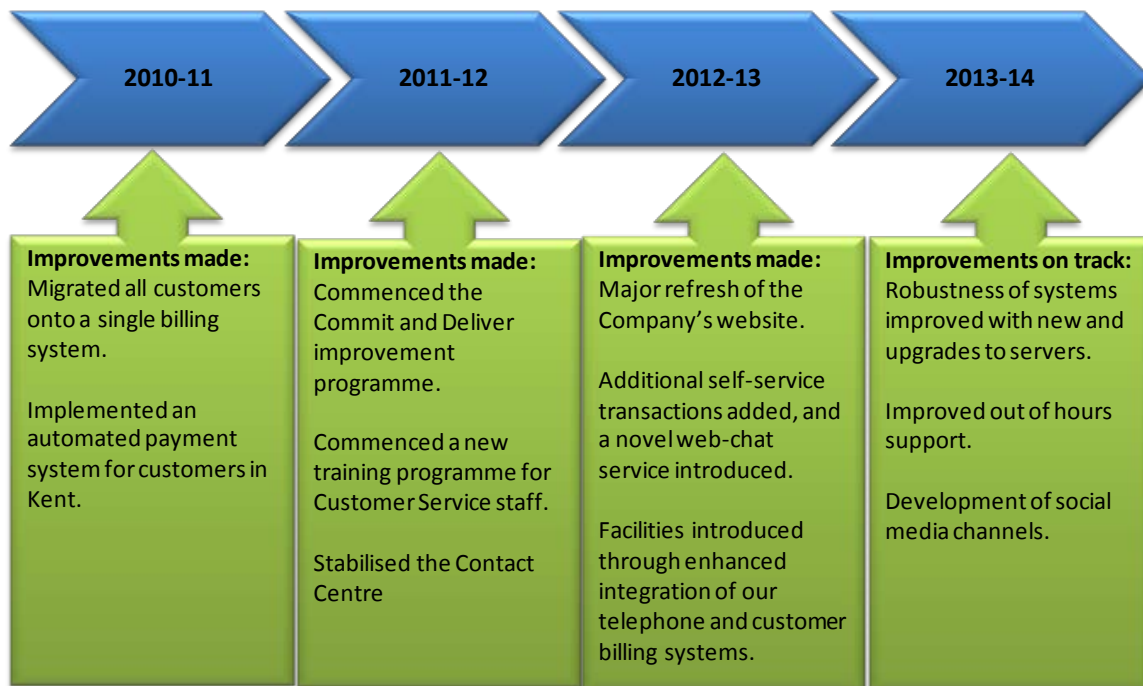 2010-11
2011-12
2012-13
2013-14
Improvements made:
Migrated all customers
onto a single billing
system.
Implemented an
automated payment
system for customers in
Kent.
Improvements made:
Commenced the
Commit and Deliver
improvement
programme.
Commenced a new
training programme for
Customer Service staff.
Stabilised the Contact
Centre
Improvements made:
Major refresh of the
Company’s website.
Additional self-service
transactions added, and
a novel web-chat
service introduced.
Facilities introduced
through enhanced
integration of our
telephone and customer
billing systems.
Improvements on track:
Robustness of systems
improved with new and
upgrades to servers.
Improved out of hours
support.
Development of social
media channels.